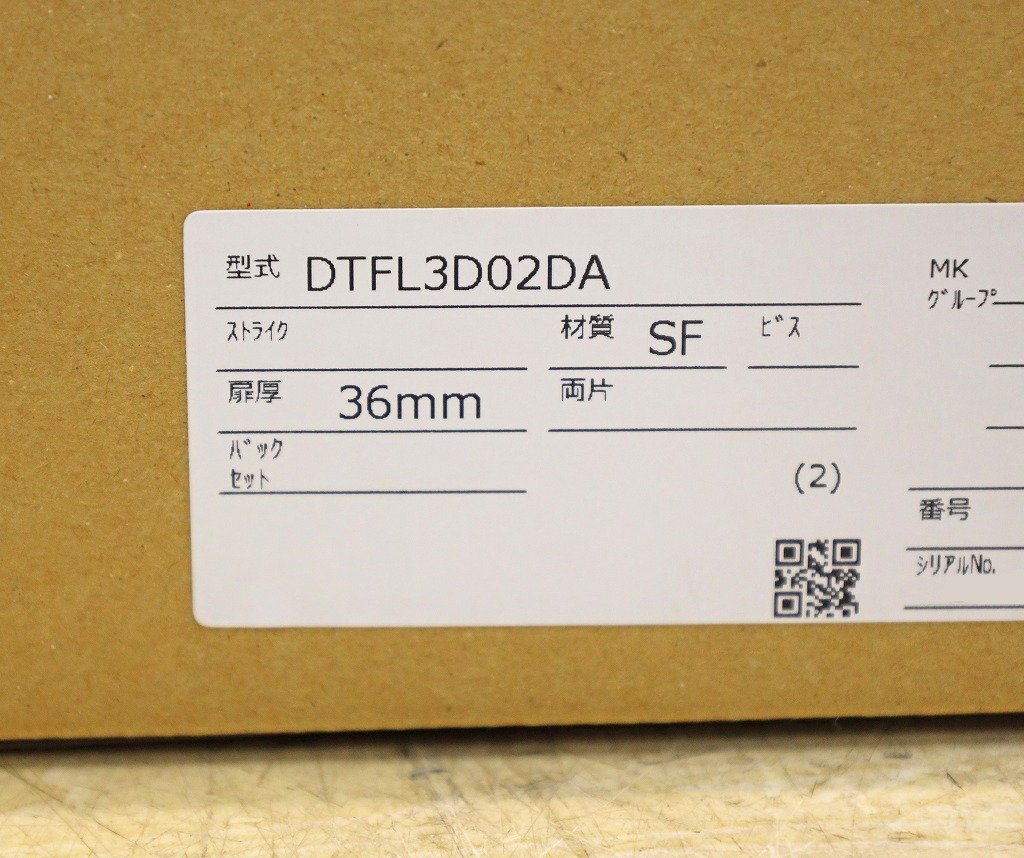 型式 DTFL3D02DA
MK
ｸﾞﾙｰﾌﾟ
ｽﾄﾗｲｸ
材質 SF
ﾋﾞｽ
扉厚 36mm
両片
ﾊﾞｯｸ
ｾｯﾄ
(2)
番号
ｼﾘｱﾙNo.